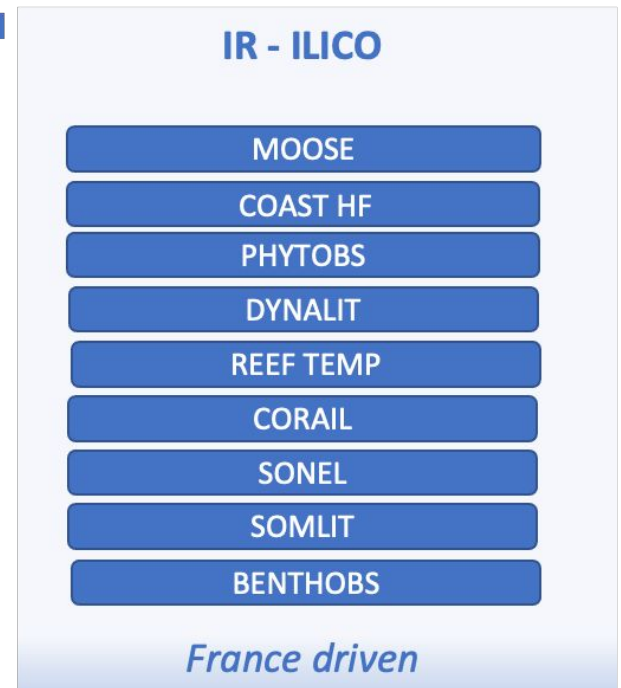 IR - ILICO
MOOSE
COAST HF
PHYTOBS
DYNALIT
REEF TEMP
CORAIL
SONEL
SOMLIT
BENTHOBS
France driven